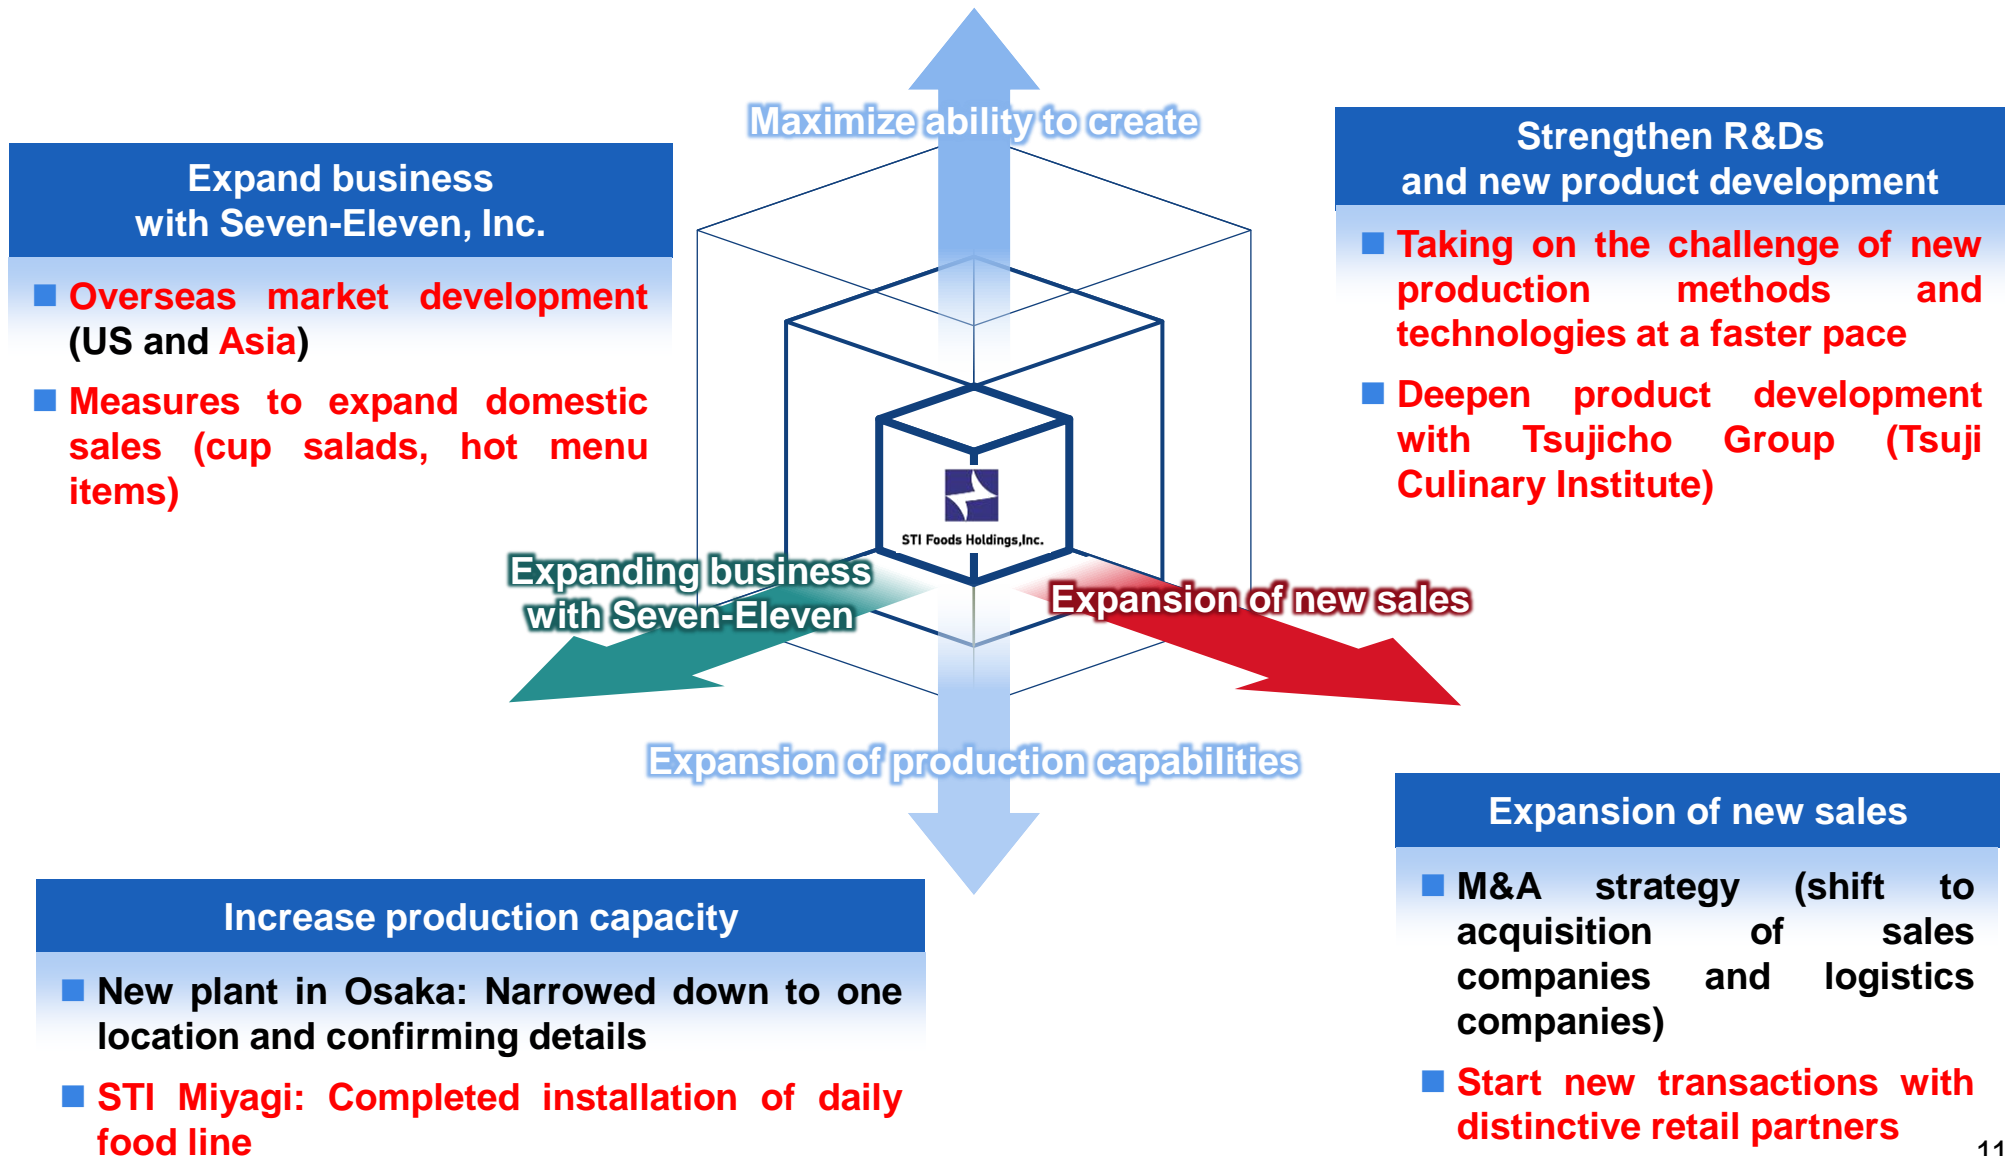 Maximize ability to create
Expand business
with Seven-Eleven, Inc.
Overseas market development
(US and Asia)
Measures to expand domestic
sales (cup salads, hot menu
items)
Strengthen R&Ds
and new product development
Taking on the challenge of new
production methods and
technologies at a faster pace
Deepen product development
with Tsujicho Group (Tsuji
Culinary Institute)
STI Foods Holdings,Inc.
Expanding business
with Seven-Eleven
Expansion of new sales
Expansion of production capabilities
Increase production capacity
New plant in Osaka: Narrowed down to one
location and confirming details
STI Miyagi: Completed installation of daily
food line
Expansion of new sales
M&A strategy (shift to
acquisition of sales
companies and logistics
companies)
Start new transactions with
distinctive retail partners
11